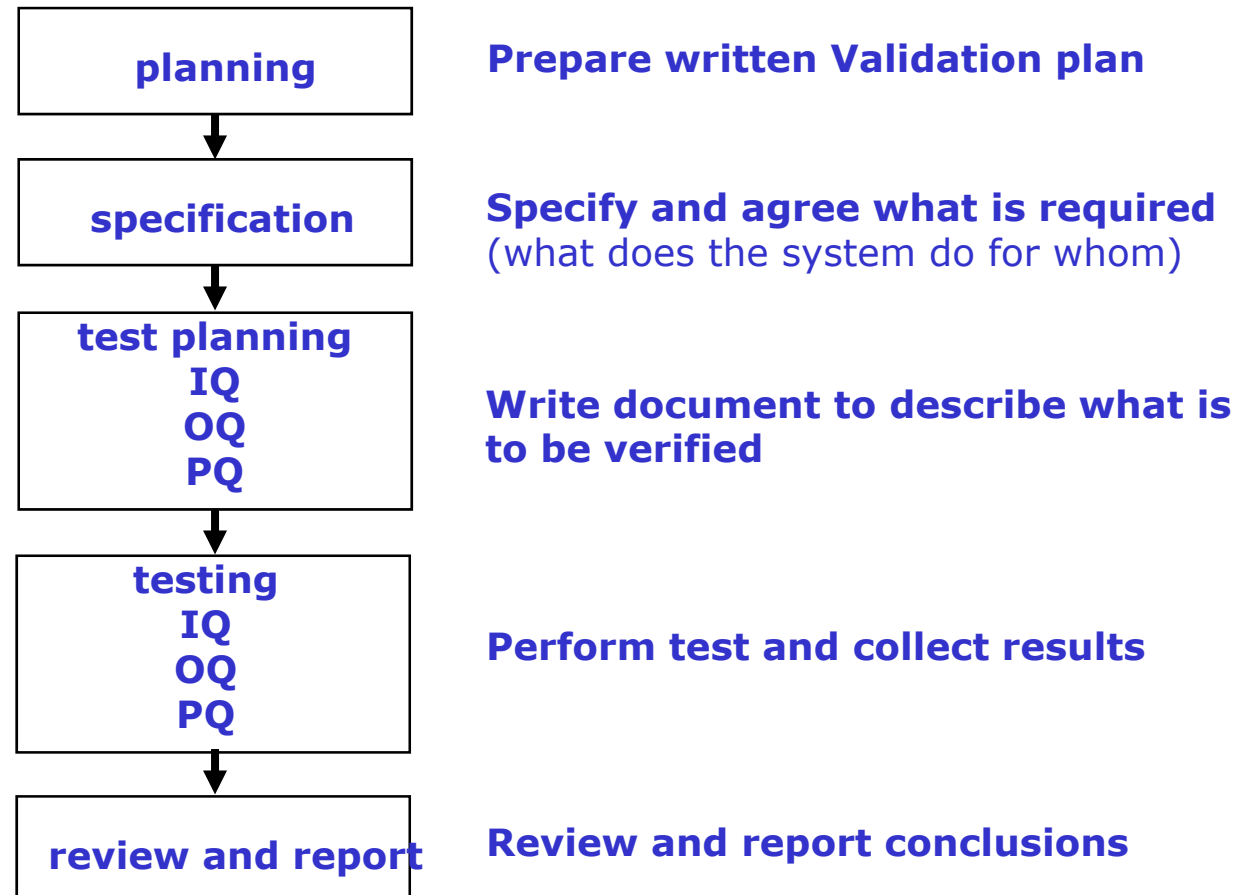 planning
Prepare written Validation plan
specification
Specify and agree what is required
(what does the system do for whom)
test planning
IQ
OQ
PQ
Write document to describe what is
to be verified
testing
IQ
OQ
PQ
Perform test and collect results
review and report
Review and report conclusions